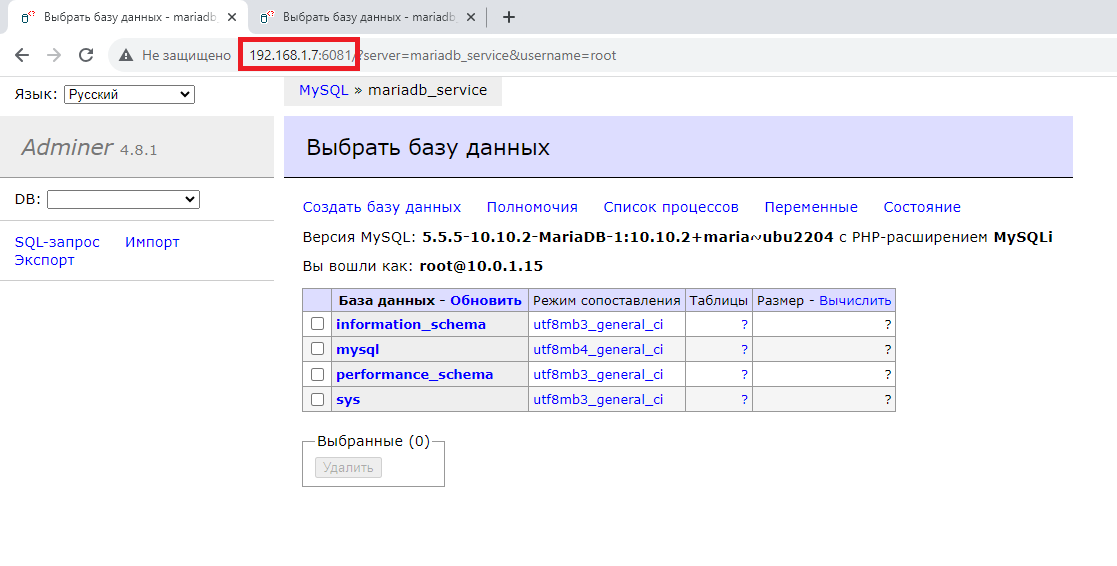 Выбрать базу данных - mariadb_
Выбрать базу данных - mariadb_
Не защищено
192.168.1.7:6081/?server=mariadb_service&username=root
Язык: Русский
MySQL » mariadb_service
Adminer 4.8.1
Выбрать базу данных
DB:
Создать базу данных Полномочия Список процессов Переменные Состояние
SQL-запрос Импорт
Экспорт
Версия MySQL: 5.5.5-10.10.2-MariaDB-1:10.10.2+maria~ubu2204 с PHP-расширением MySQLi
Вы вошли как: root@10.0.1.15
База данных - Обновить Режим сопоставления Таблицы Размер - Вычислить
information_schema utf8mb3_general_ci ? ?
mysql utf8mb4_general_ci ? ?
performance_schema utf8mb3_general_ci ? ?
sys utf8mb3_general_ci ? ?
Выбранные (0)
Удалить